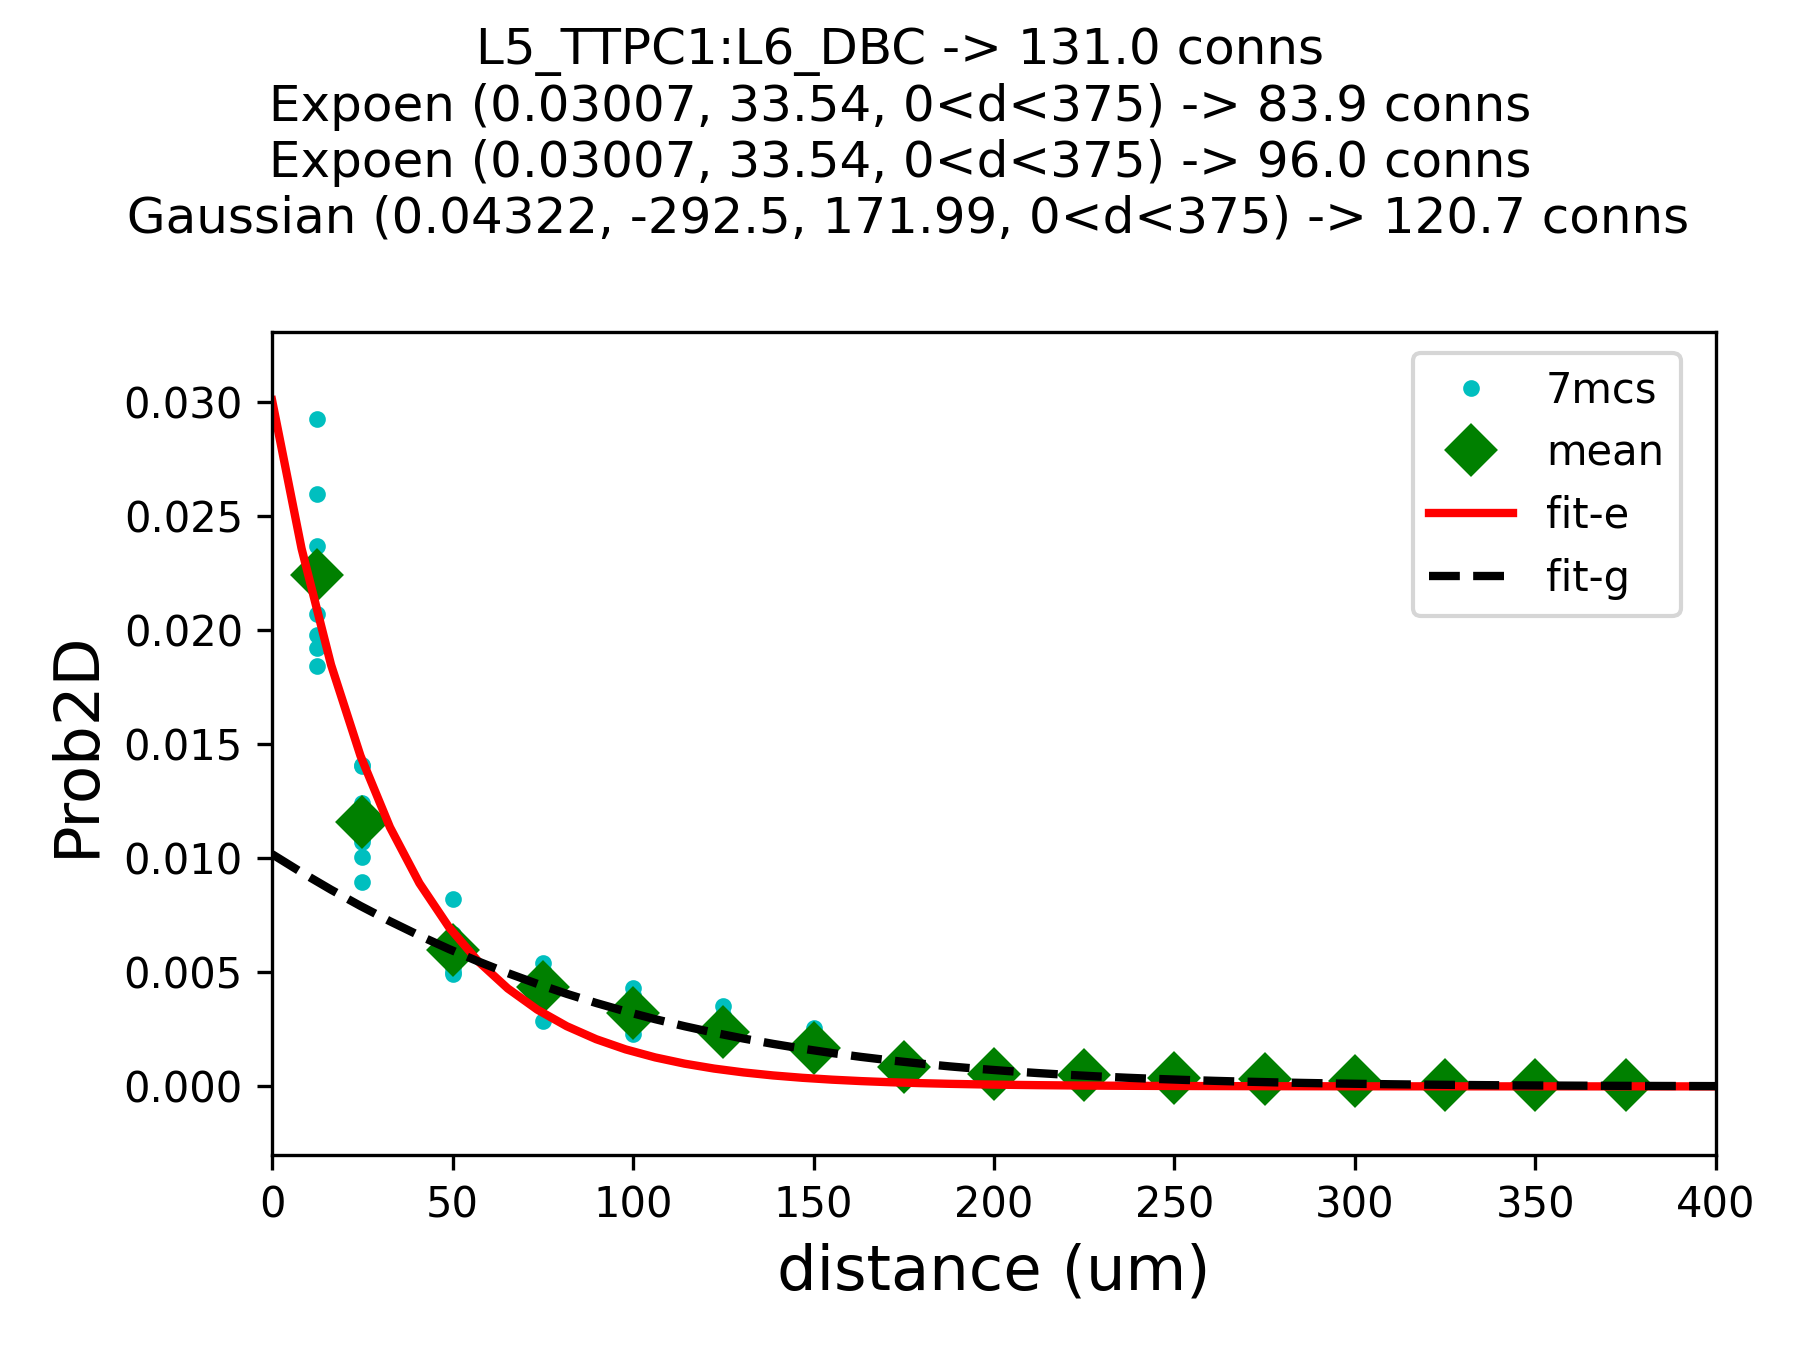 L5_TTPC1:L6_DBC -> 131.0 conns
Expoen (0.03007, 33.54, 0<d<375) -> 83.9 conns
Expoen (0.03007, 33.54, 0<d<375) -> 96.0 conns
Gaussian (0.04322, -292.5, 171.99, 0<d<375) -> 120.7 conns
7mcs
mean
fit-e
fit-g
Prob2D
0.030
0.025
0.020
0.015
0.010
0.005
0.000
0 50 100 150 200 250 300 350 400
distance (um)